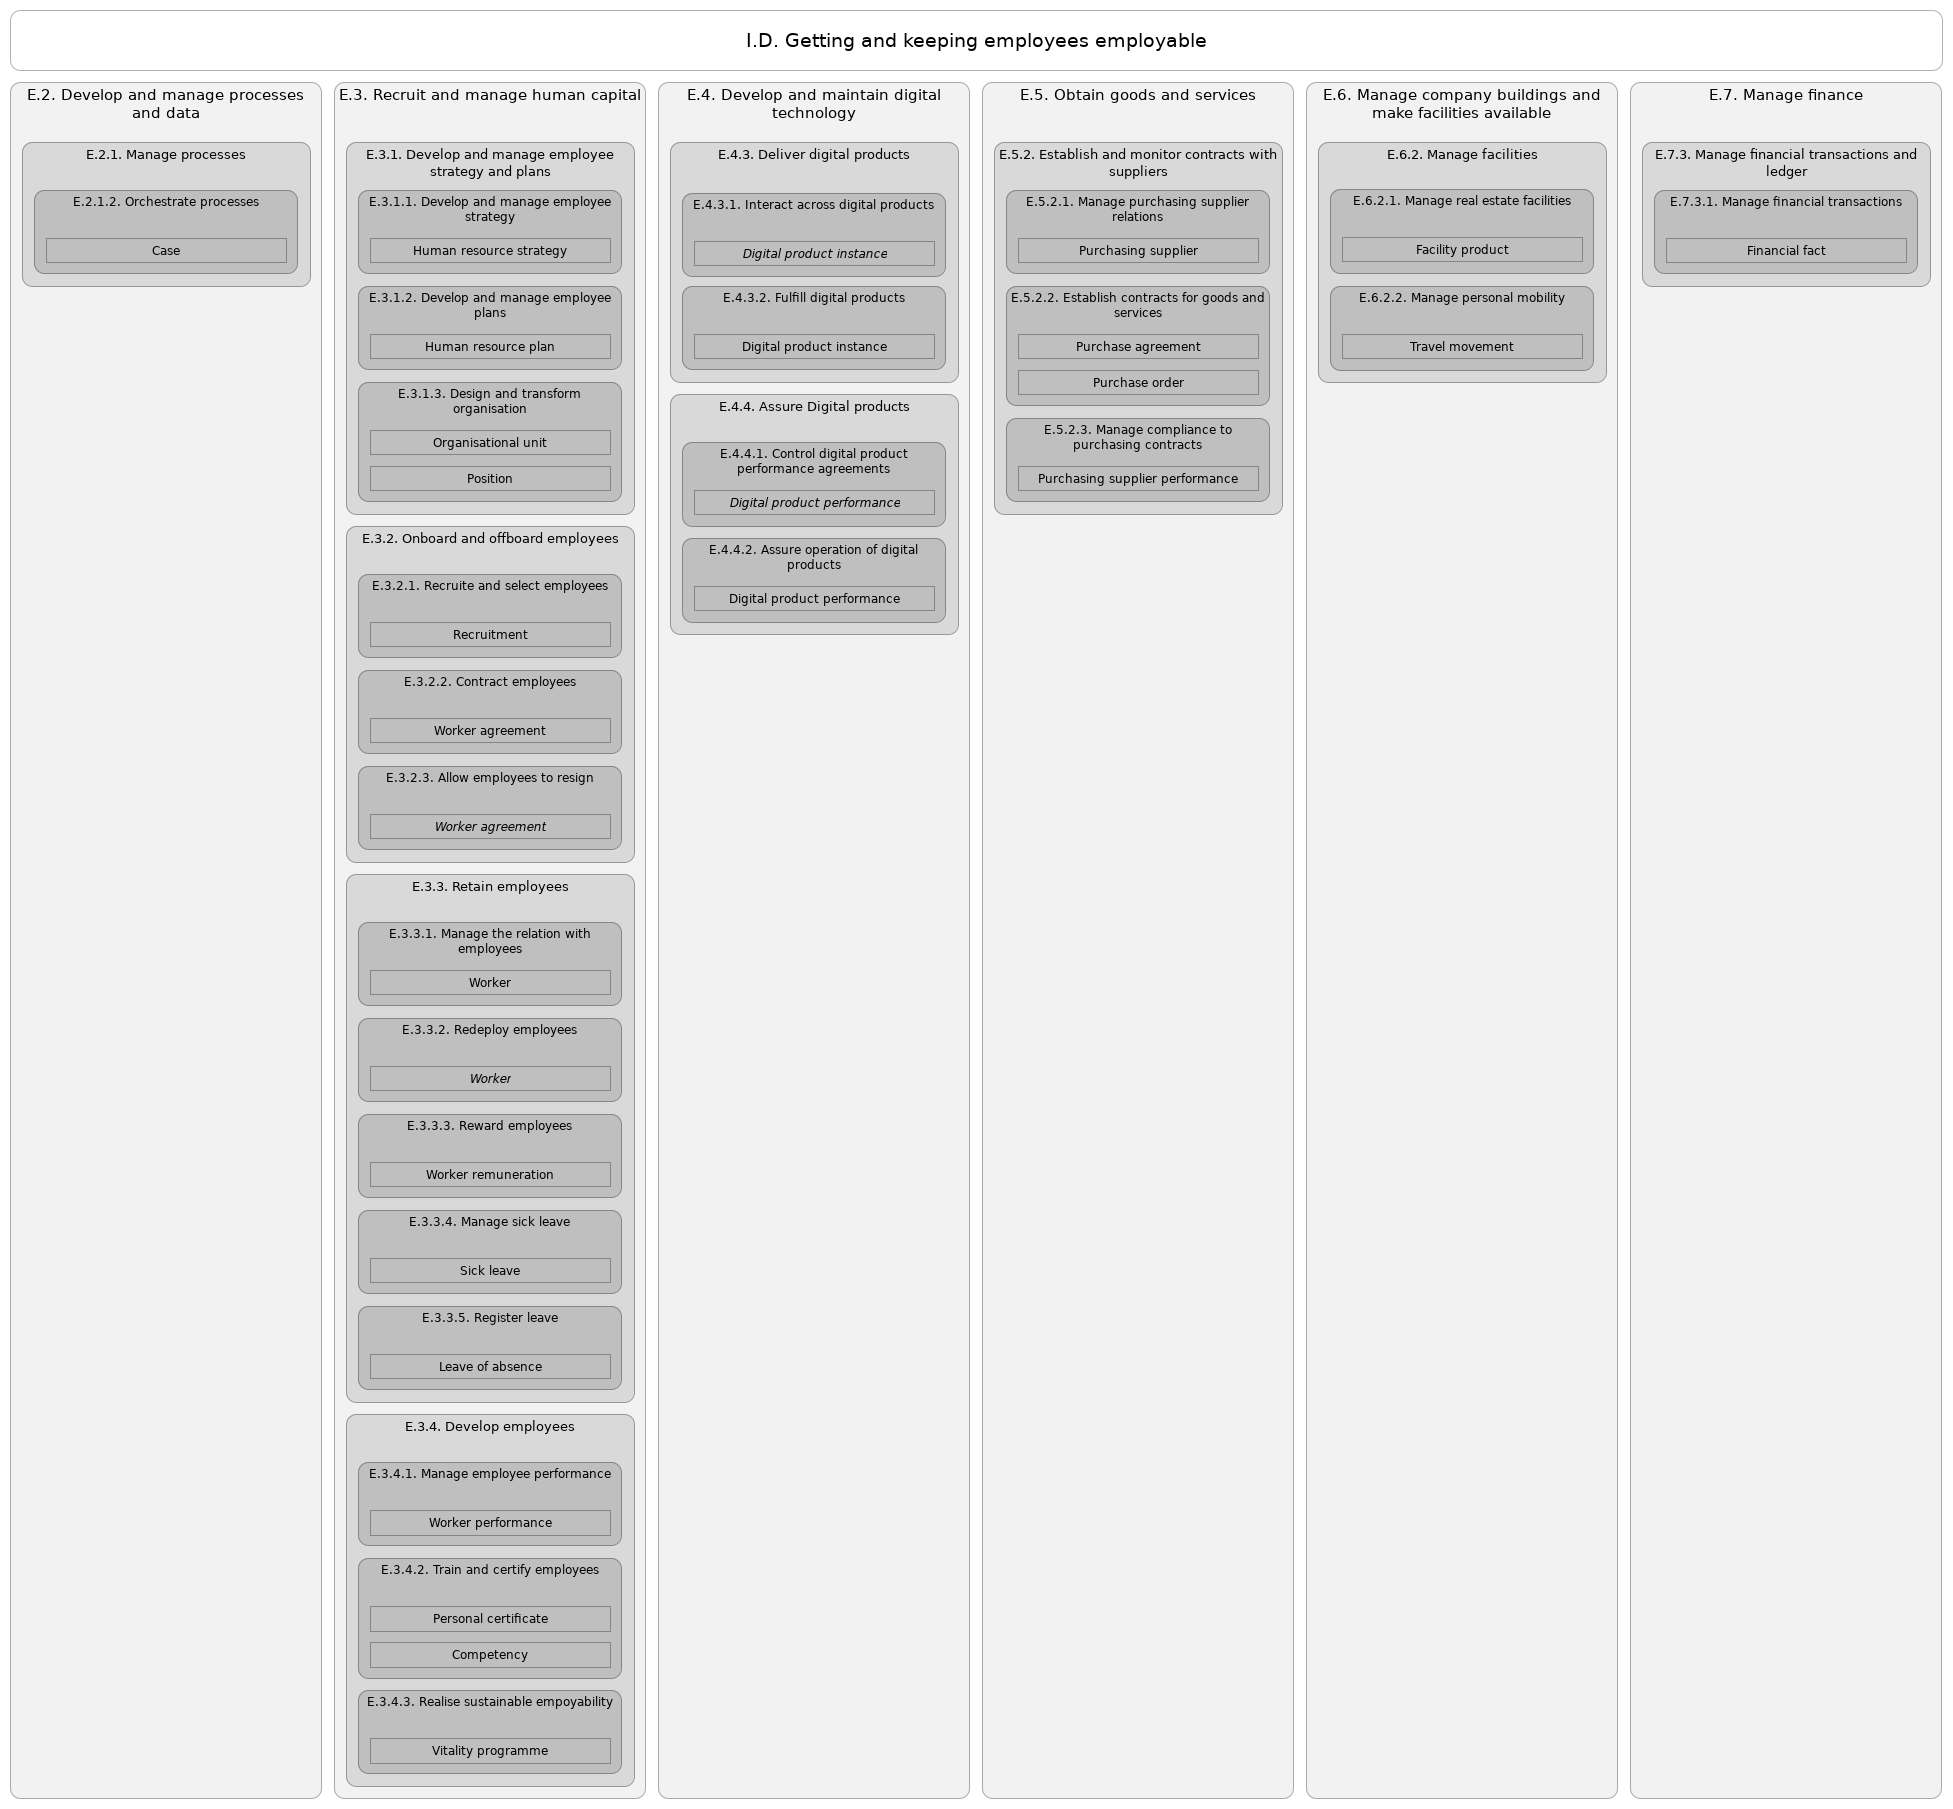 I.D. Getting and keeping employees employable
E.2. Develop and manage processes
and data
E.2.1. Manage processes
E.2.1.2. Orchestrate processes
Case
E.3. Recruit and manage human capital
E.3.1. Develop and manage employee
strategy and plans
E.3.1.1. Develop and manage employee
strategy
Human resource strategy
E.3.1.2. Develop and manage employee
plans
Human resource plan
E.3.1.3. Design and transform
organisation
Organisational unit
Position
E.3.2. Onboard and offboard employees
E.3.2.1. Recruite and select employees
Recruitment
E.3.2.2. Contract employees
Worker agreement
E.3.2.3. Allow employees to resign
Worker agreement
E.3.3. Retain employees
E.3.3.1. Manage the relation with
employees
Worker
E.3.3.2. Redeploy employees
Worker
E.3.3.3. Reward employees
Worker remuneration
E.3.3.4. Manage sick leave
Sick leave
E.3.3.5. Register leave
Leave of absence
E.3.4. Develop employees
E.3.4.1. Manage employee performance
Worker performance
E.3.4.2. Train and certify employees
Personal certificate
Competency
E.3.4.3. Realise sustainable empoyability
Vitality programme
E.4. Develop and maintain digital
technology
E.4.3. Deliver digital products
E.4.3.1. Interact across digital products
Digital product instance
E.4.3.2. Fulfill digital products
Digital product instance
E.4.4. Assure Digital products
E.4.4.1. Control digital product
performance agreements
Digital product performance
E.4.4.2. Assure operation of digital
products
Digital product performance
E.5. Obtain goods and services
E.5.2. Establish and monitor contracts with
suppliers
E.5.2.1. Manage purchasing supplier
relations
Purchasing supplier
E.5.2.2. Establish contracts for goods and
services
Purchase agreement
Purchase order
E.5.2.3. Manage compliance to
purchasing contracts
Purchasing supplier performance
E.6. Manage company buildings and
make facilities available
E.6.2. Manage facilities
E.6.2.1. Manage real estate facilities
Facility product
E.6.2.2. Manage personal mobility
Travel movement
E.7. Manage finance
E.7.3. Manage financial transactions and
ledger
E.7.3.1. Manage financial transactions
Financial fact